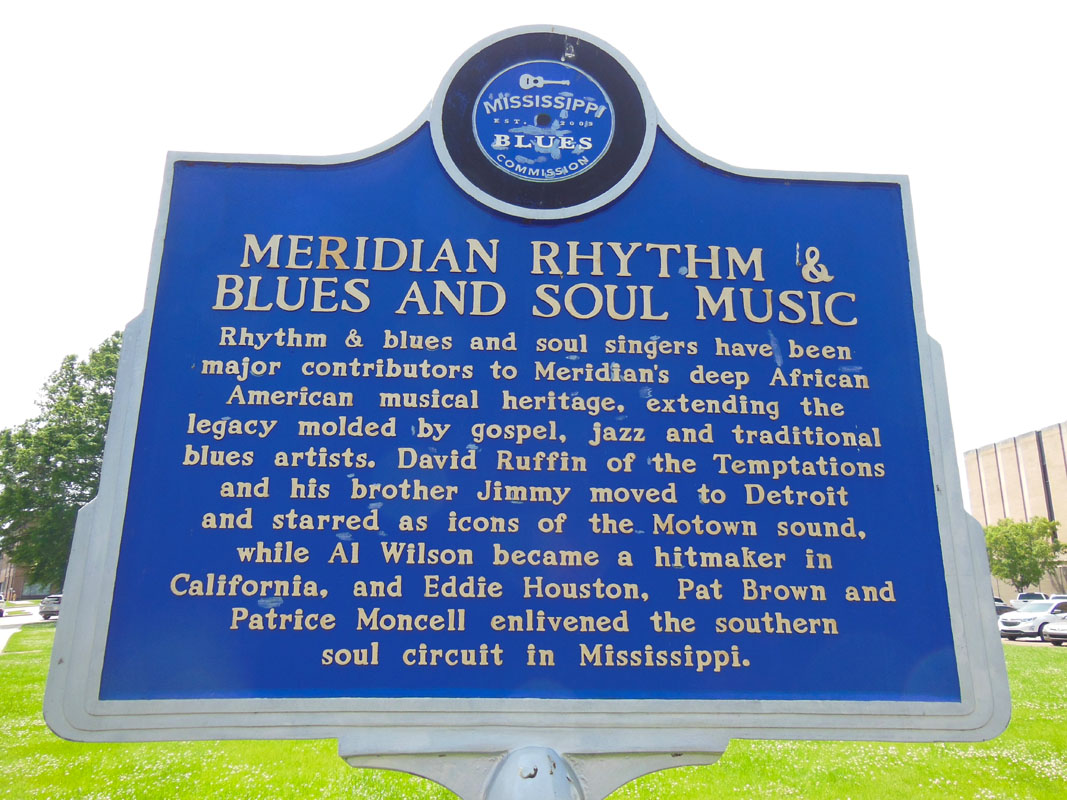 MISSISSIPPI
EST. 2009
BLUES
COMMISSION
MERIDIAN RHYTHM &
BLUES AND SOUL MUSIC
Rhythm & blues and soul singers have been
major contributors to Meridian's deep African
American musical heritage, extending the
legacy molded by gospel, jazz and traditional
blues artists. David Ruffin of the Temptations
and his brother Jimmy moved to Detroit
and starred as icons of the Motown sound,
while Al Wilson became a hitmaker in
California, and Eddie Houston, Pat Brown and
Patrice Moncell enlivened the southern
soul circuit in Mississippi.